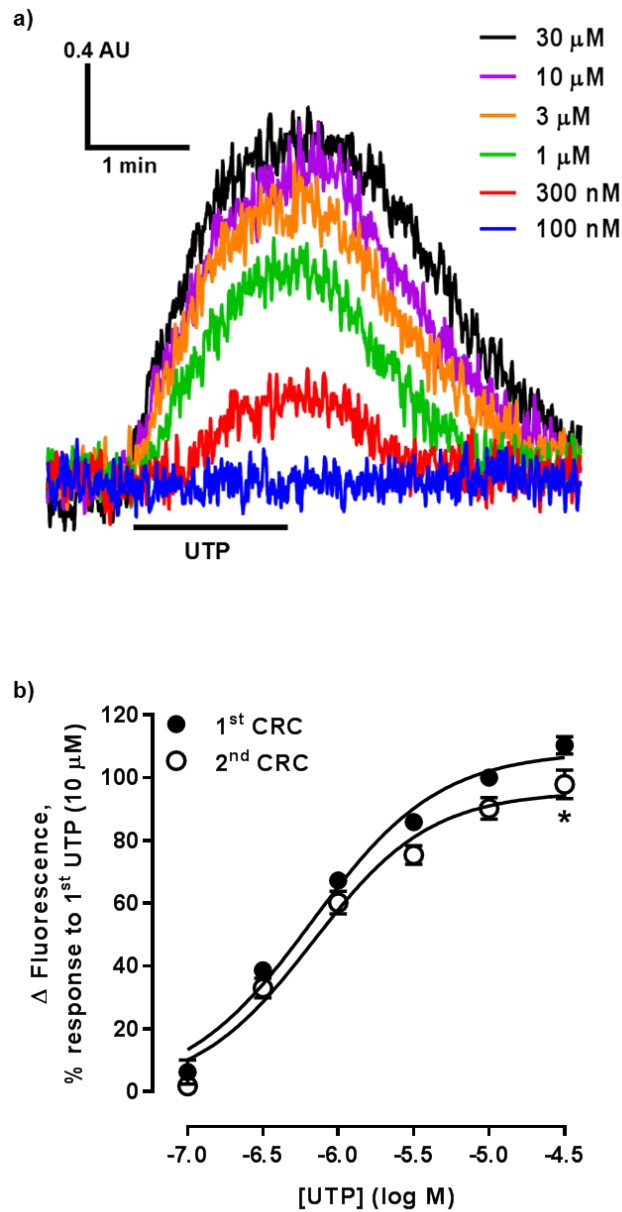 a)
0.4 AU
1 min
30 μM
10 μM
3 μM
1 μM
300 nM
100 nM
UTP
b)
Δ Fluorescence,
% response to 1st UTP (10 μM)
120
100
80
60
40
20
0
1st CRC
2nd CRC
*
-7.0 -6.5 -6.0 -5.5 -5.0 -4.5
[UTP] (log M)